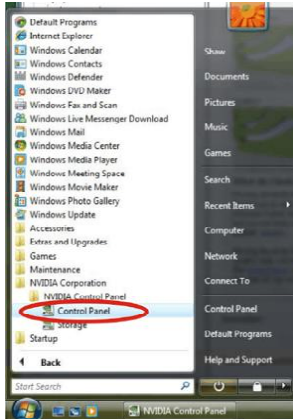 Default Programs
Internet Explorer
Windows Calendar
Windows Contacts
Windows Defender
Windows DVD Maker
Windows Fax and Scan
Windows Live Messenger Download
Windows Mail
Windows Media Center
Windows Media Player
Windows Meeting Space
Windows Movie Maker
Windows Photo Gallery
Windows Update
Accessories
Extras and Upgrades
Games
Maintenance
NVIDIA Corporation
NVIDIA Control Panel
Control Panel
Storage
Startup
Back
Start Search
Shaw
Documents
Pictures
Music
Games
Search
Recent Items
Computer
Network
Connect To
Control Panel
Default Programs
Help and Support
NVIDIA Control Panel